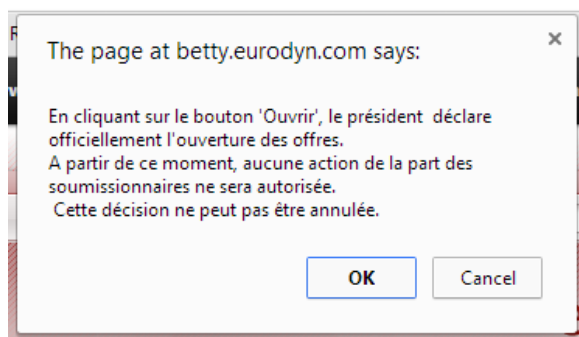 The page at betty.eurodyn.com says:
En cliquant sur le bouton 'Ouvrir', le président déclare
officiellement l'ouverture des offres.
A partir de ce moment, aucune action de la part des
soumissionnaires ne sera autorisée.
Cette décision ne peut pas être annulée.
OK Cancel